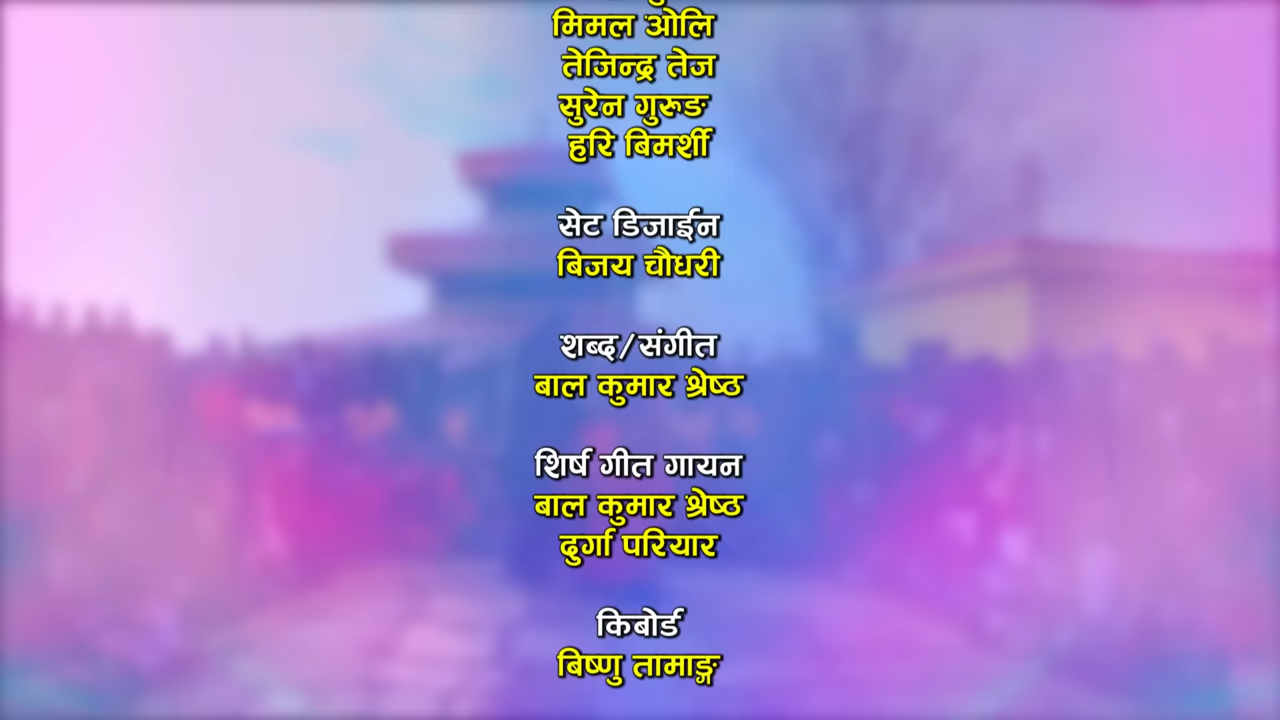 मिमल ओलि
तेजिन्द्र तेज
सुरेन गुरूङ
हरि बिमर्शी
सेट डिजाईन
बिजय चौधरी
शब्द/संगीत
बाल कुमार श्रेष्ठ
शिर्ष गीत गायन
बाल कुमार श्रेष्ठ
दुर्गा परियार
किबोर्ड
बिष्णु तामाङ्ग